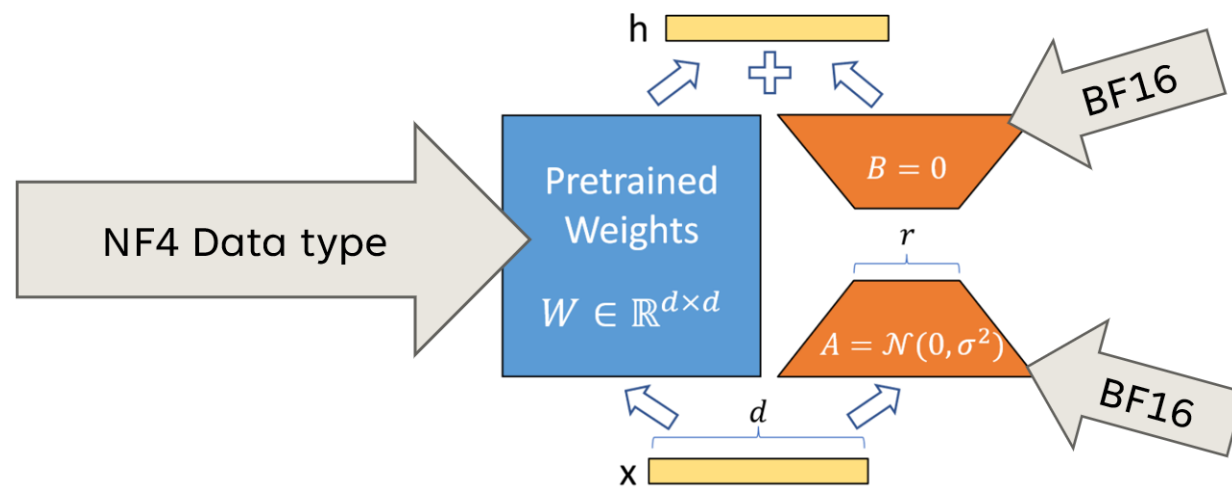 h
BF16
B = 0
Pretrained
Weights
NF4 Data type
r
W ∈ ℝ^{d×d}
A = 𝒩(0, σ²)
BF16
d
x